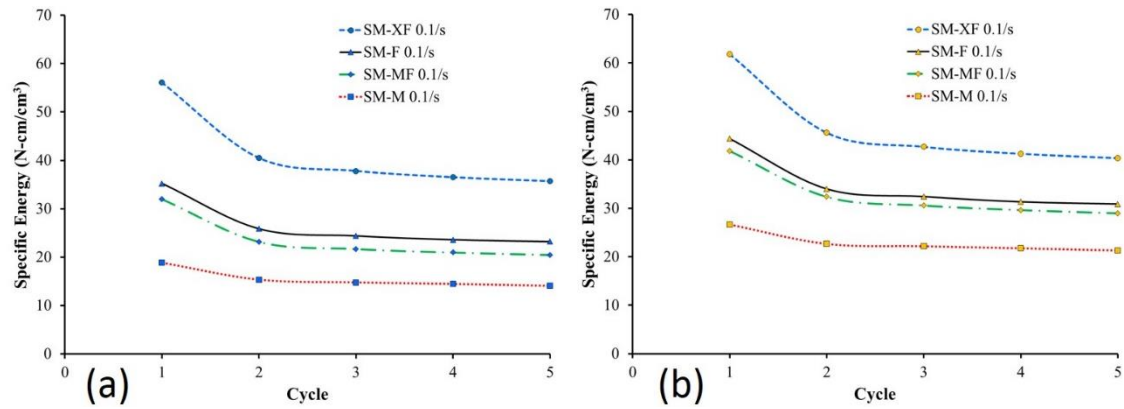 70
60
50
40
30
20
10
0
Specific Energy (N-cm/cm³)
SM-XF 0.1/s
SM-F 0.1/s
SM-MF 0.1/s
SM-M 0.1/s
0 1 2 3 4 5
Cycle
(a)
70
60
50
40
30
20
10
0
Specific Energy (N-cm/cm³)
SM-XF 0.1/s
SM-F 0.1/s
SM-MF 0.1/s
SM-M 0.1/s
0 1 2 3 4 5
Cycle
(b)